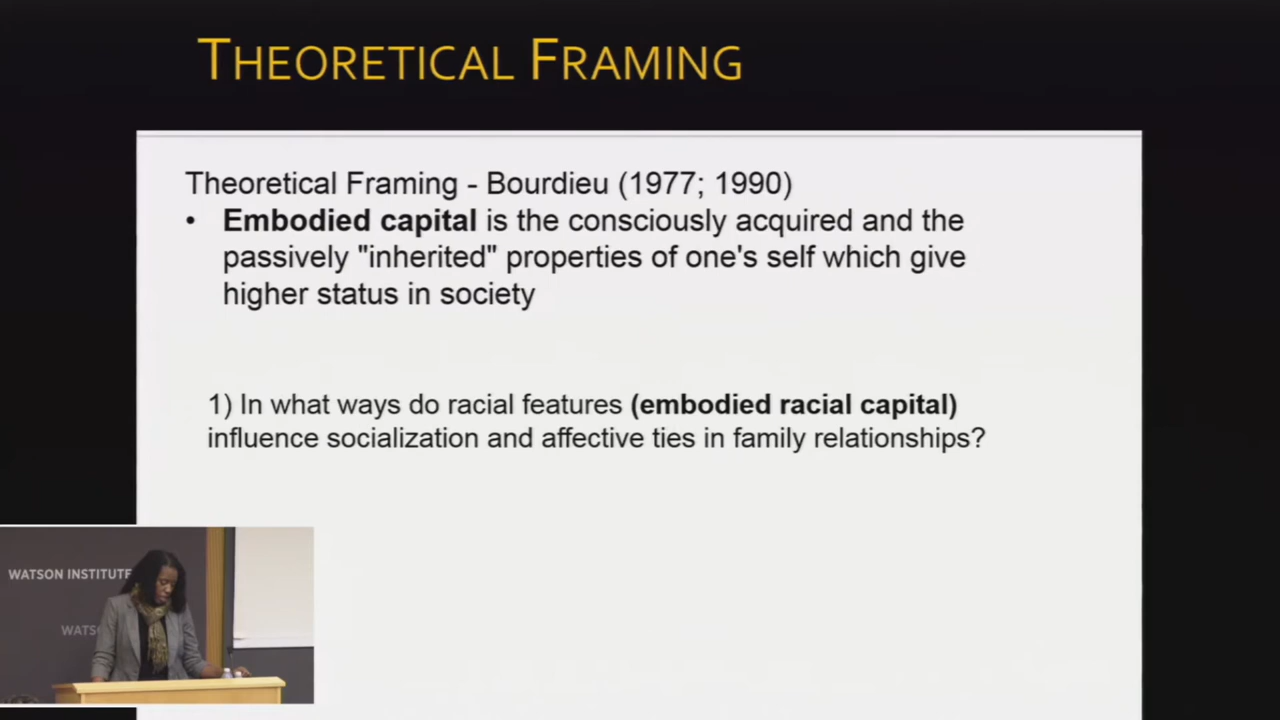 THEORETICAL FRAMING
Theoretical Framing - Bourdieu (1977; 1990)
• Embodied capital is the consciously acquired and the
passively "inherited" properties of one's self which give
higher status in society
1) In what ways do racial features (embodied racial capital)
influence socialization and affective ties in family relationships?
WATSON INSTITUTE
WATS